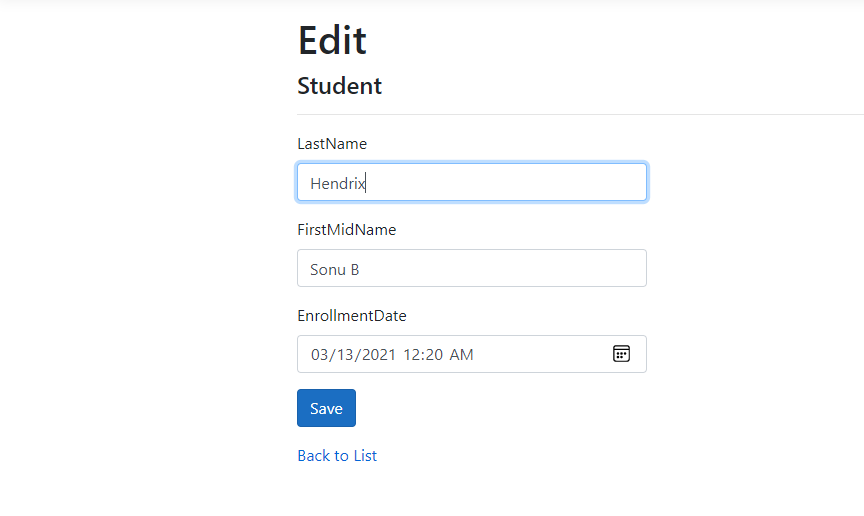 Edit
Student
LastName
Hendrix
FirstMidName
Sonu B
EnrollmentDate
03/13/2021 12:20 AM
Save
Back to List